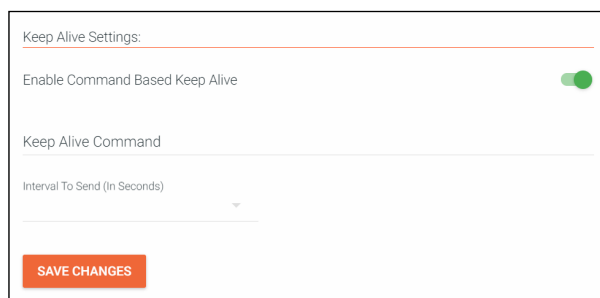 Keep Alive Settings:
Enable Command Based Keep Alive
Keep Alive Command
Interval To Send (In Seconds)
SAVE CHANGES